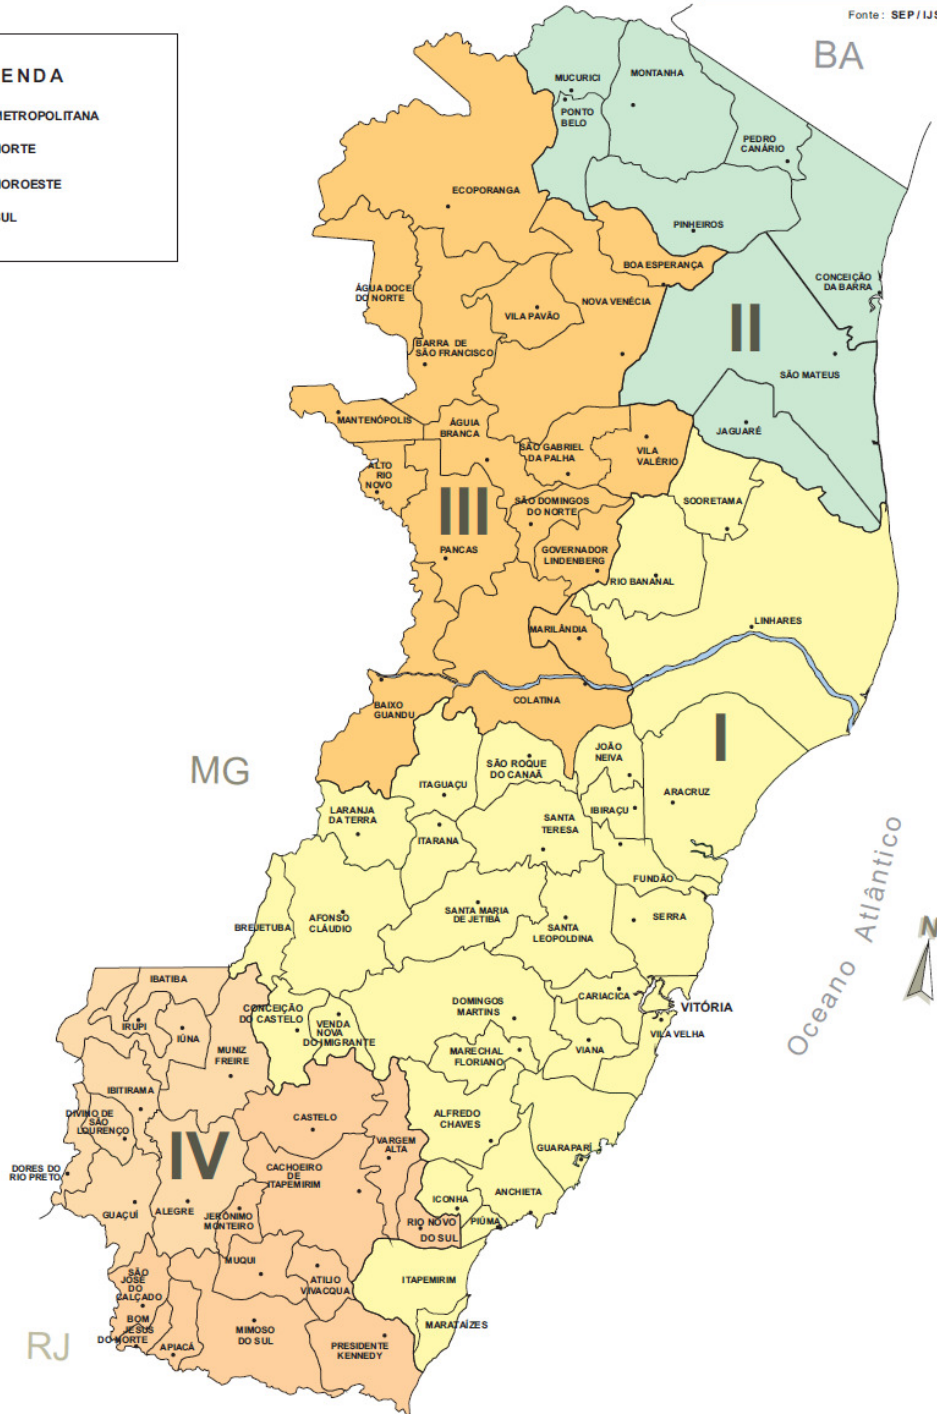 Fonte : SEP / IJS
BA
ENDA
METROPOLITANA
NORTE
NOROESTE
SUL
MUCURICI
MONTANHA
PONTO
BELO
PEDRO
CANÁRIO
ECOPORANGA
PINHEIROS
BOA ESPERANÇA
CONCEIÇÃO
DA BARRA
ÁGUA DOCE
DO NORTE
NOVA VENÉCIA
VILA PAVÃO
II
BARRA DE
SÃO FRANCISCO
SÃO MATEUS
MANTENÓPOLIS
ÁGUIA
BRANCA
JAGUARÉ
SÃO GABRIEL
DA PALHA
VILA
VALÉRIO
ALTO
RIO
NOVO
III
SÃO DOMINGOS
DO NORTE
SOORETAMA
PANCAS
GOVERNADOR
LINDENBERG
RIO BANANAL
MARILÂNDIA
LINHARES
BAIXO
GUANDU
COLATINA
I
MG
JOÃO
NEIVA
SÃO ROQUE
DO CANAÃ
ITAGUAÇU
ARACRUZ
LARANJA
DA TERRA
IBIRAÇU
SANTA
TERESA
ITARANA
FUNDÃO
Oceano Atlântico
BREJETUBA
AFONSO
CLÁUDIO
SANTA MARIA
DE JETIBÁ
SANTA
LEOPOLDINA
SERRA
N
IBATIBA
CONCEIÇÃO
DO CASTELO
VENDA
NOVA
DO IMIGRANTE
DOMINGOS
MARTINS
CARIACICA
VITÓRIA
IRUPI
IÚNA
VILA VELHA
MUNIZ
FREIRE
MARECHAL
FLORIANO
VIANA
IBITIRAMA
DIVINO DE
SÃO
LOURENÇO
CASTELO
ALFREDO
CHAVES
IV
VARGEM
ALTA
GUARAPARÍ
DORES DO
RIO PRETO
CACHOEIRO
DE
ITAPEMIRIM
ICONHA
ANCHIETA
GUAÇUÍ
ALEGRE
JERÔNIMO
MONTEIRO
RIO NOVO
DO SUL
PIÚMA
MUQUI
SÃO
JOSÉ
DO
CALÇADO
ATILIO
VIVACQUA
ITAPEMIRIM
BOM
JESUS
DO NORTE
MARATAÍZES
RJ
APIACÁ
MIMOSO
DO SUL
PRESIDENTE
KENNEDY